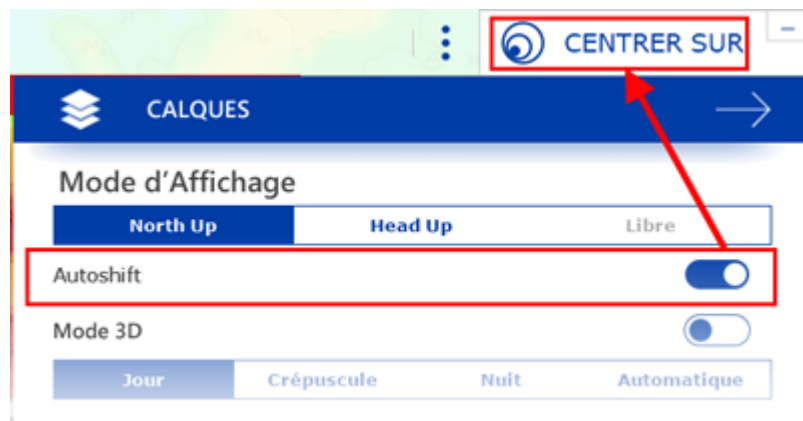 CENTRER SUR
CALQUES
Mode d'Affichage
North Up Head Up Libre
Autoshift
Mode 3D
Jour Crépuscule Nuit Automatique